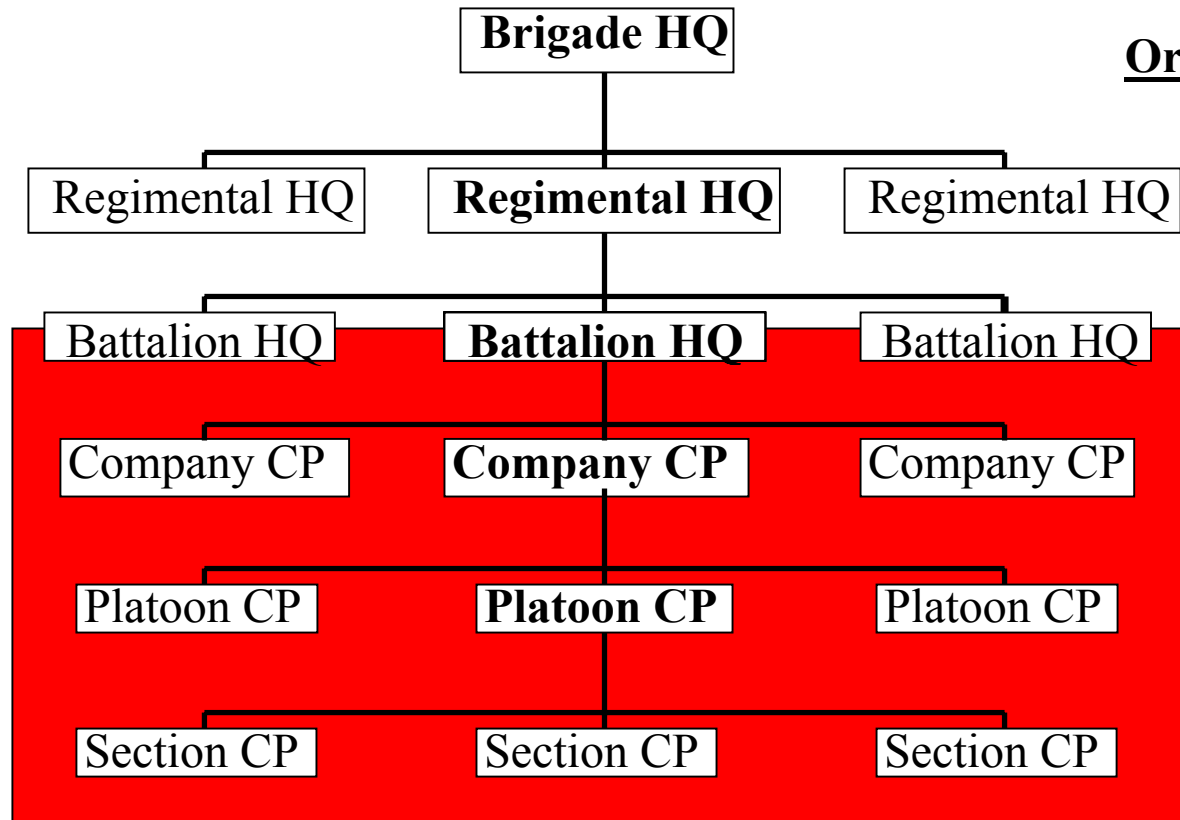 Brigade HQ
Or
Regimental HQ Regimental HQ Regimental HQ
Battalion HQ Battalion HQ Battalion HQ
Company CP Company CP Company CP
Platoon CP Platoon CP Platoon CP
Section CP Section CP Section CP